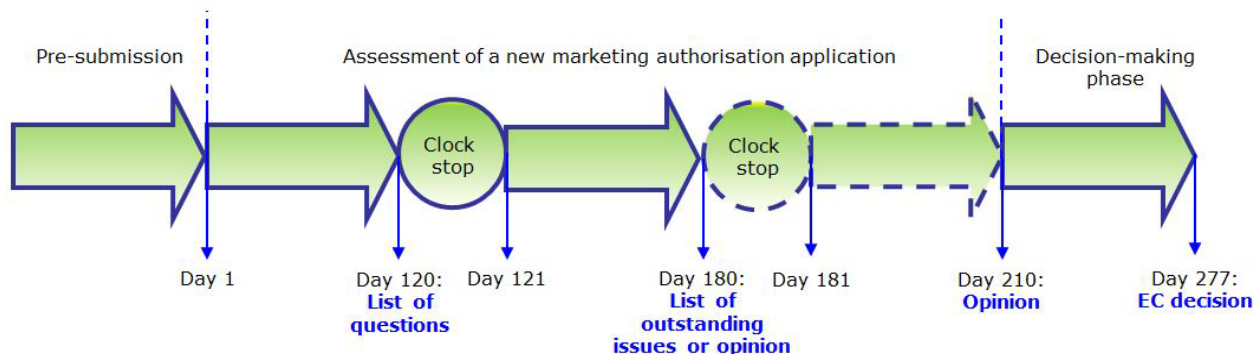 Pre-submission
Assessment of a new marketing authorisation application
Decision-making
phase
Clock
stop
Clock
stop
Day 1
Day 120:
List of
questions
Day 121
Day 180:
List of
outstanding
issues or opinion
Day 181
Day 210:
Opinion
Day 277:
EC decision